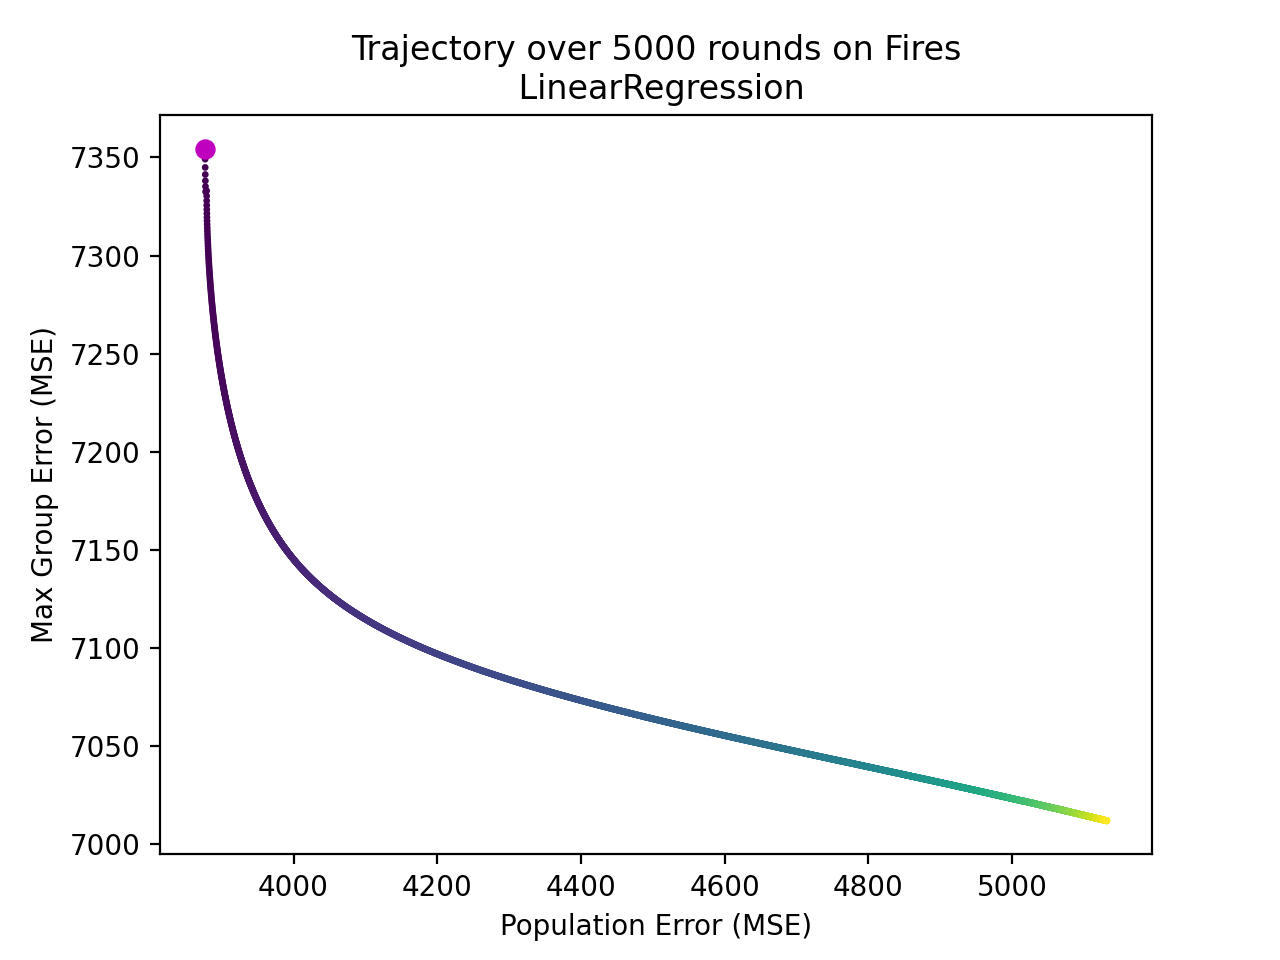 Trajectory over 5000 rounds on Fires
LinearRegression
Max Group Error (MSE)
7350
7300
7250
7200
7150
7100
7050
7000
4000 4200 4400 4600 4800 5000
Population Error (MSE)